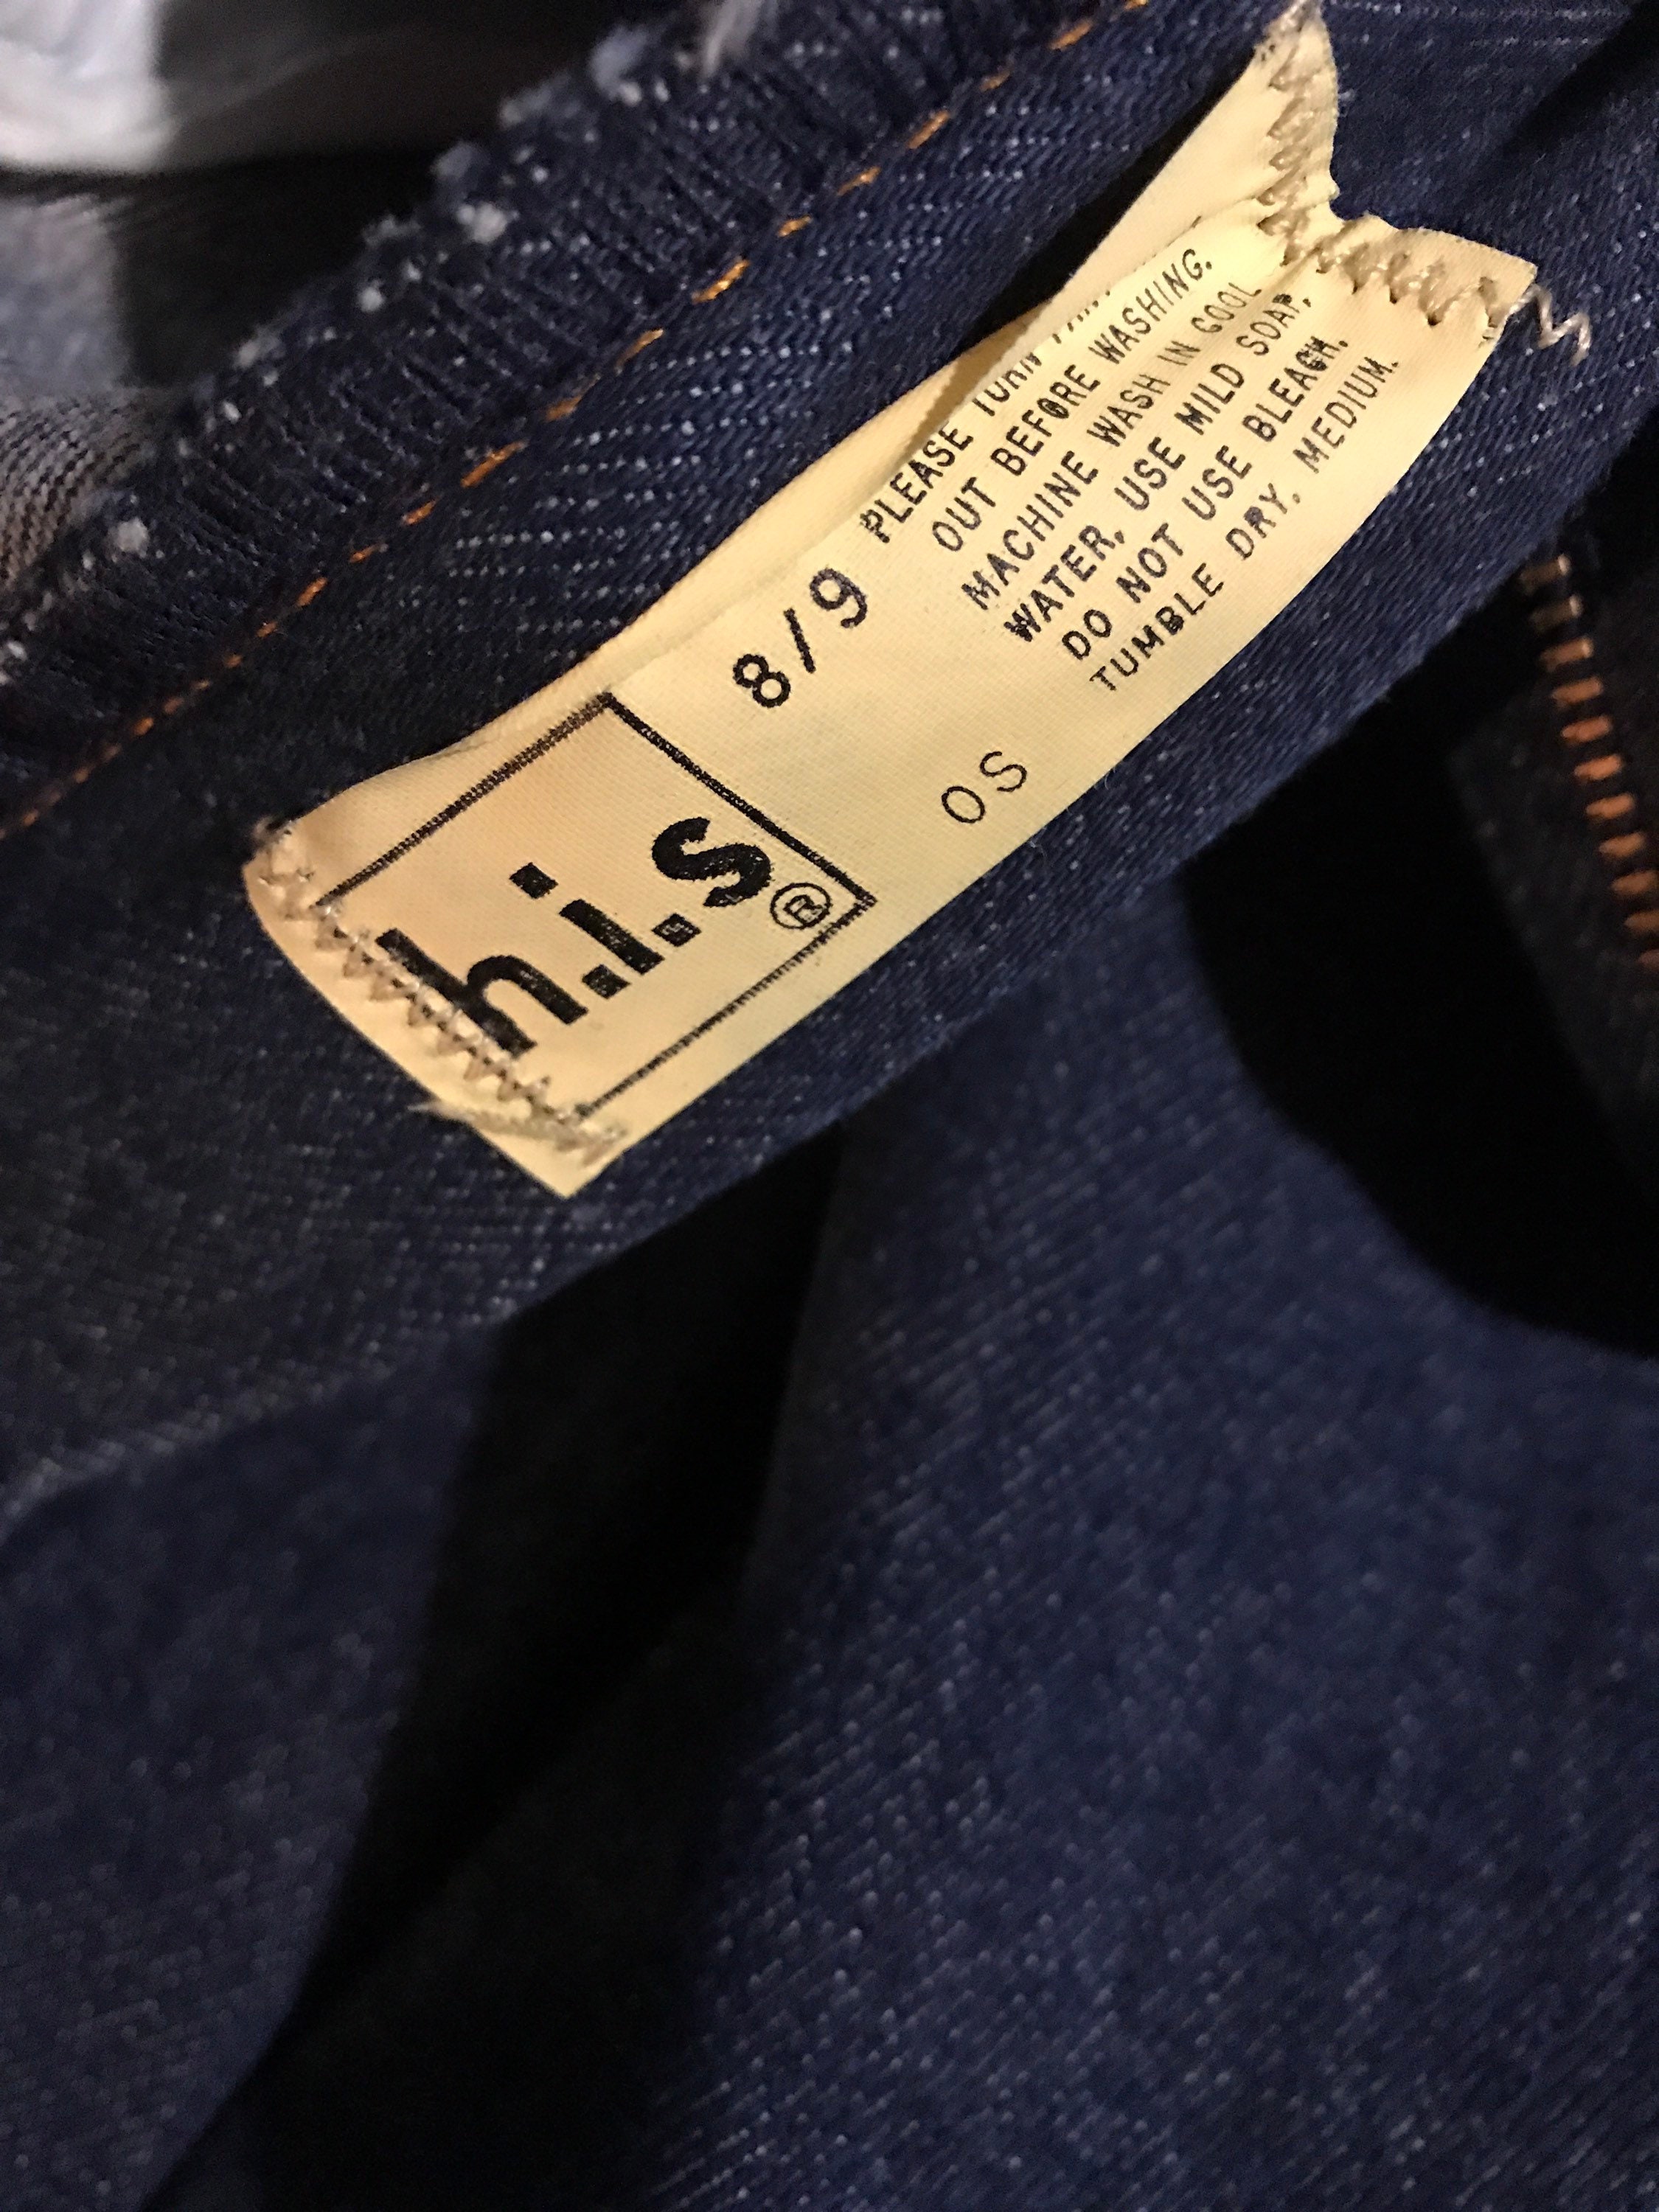 h.i.s®
8/9
OS
PLEASE TURN
OUT BEFORE WASHING.
MACHINE WASH IN COOL
WATER, USE MILD SOAP,
DO NOT USE BLEACH.
TUMBLE DRY. MEDIUM.